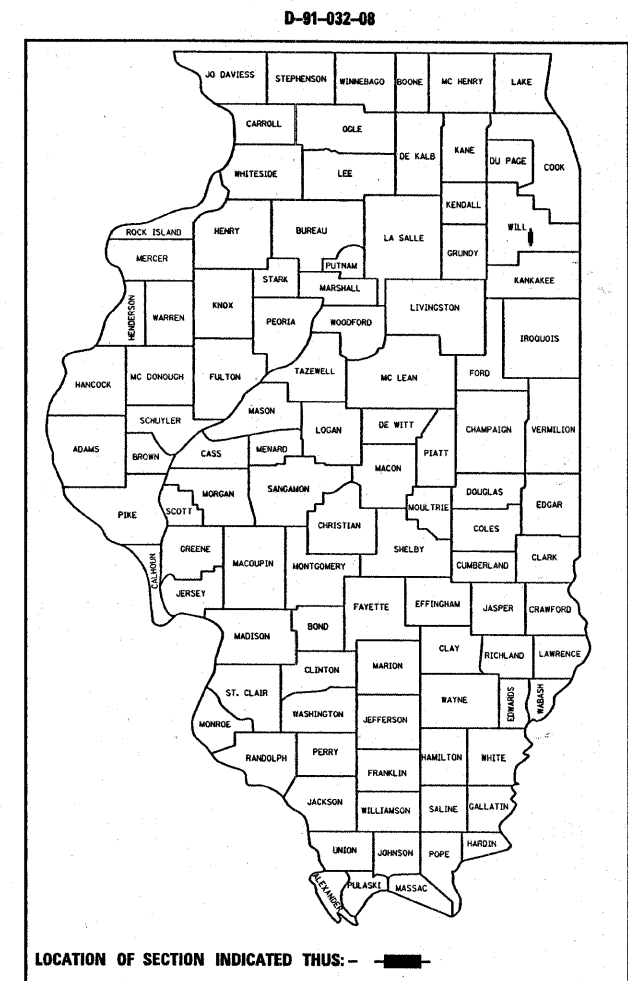 D-91-032-08
JO DAVIESS
STEPHENSON
WINNEBAGO
BOONE
MC HENRY
LAKE
CARROLL
OGLE
DE KALB
KANE
DU PAGE
COOK
WHITESIDE
LEE
KENDALL
ROCK ISLAND
HENRY
BUREAU
LA SALLE
WILL
MERCER
PUTNAM
GRUNDY
STARK
MARSHALL
KANKAKEE
HENDERSON
WARREN
KNOX
PEORIA
WOODFORD
LIVINGSTON
IROQUOIS
HANCOCK
MC DONOUGH
FULTON
TAZEWELL
MC LEAN
FORD
MASON
SCHUYLER
LOGAN
DE WITT
CHAMPAIGN
VERMILION
ADAMS
BROWN
CASS
MENARD
MACON
PIATT
MORGAN
SANGAMON
DOUGLAS
EDGAR
PIKE
SCOTT
CHRISTIAN
MOULTRIE
COLES
GREENE
MACOUPIN
MONTGOMERY
SHELBY
CUMBERLAND
CLARK
CALHOUN
JERSEY
FAYETTE
EFFINGHAM
JASPER
CRAWFORD
MADISON
BOND
CLAY
RICHLAND
LAWRENCE
CLINTON
MARION
ST. CLAIR
WAYNE
EDWARDS
WABASH
WASHINGTON
JEFFERSON
MONROE
RANDOLPH
PERRY
HAMILTON
WHITE
FRANKLIN
JACKSON
WILLIAMSON
SALINE
GALLATIN
UNION
JOHNSON
POPE
HARDIN
ALEXANDER
PULASKI
MASSAC
LOCATION OF SECTION INDICATED THUS: -